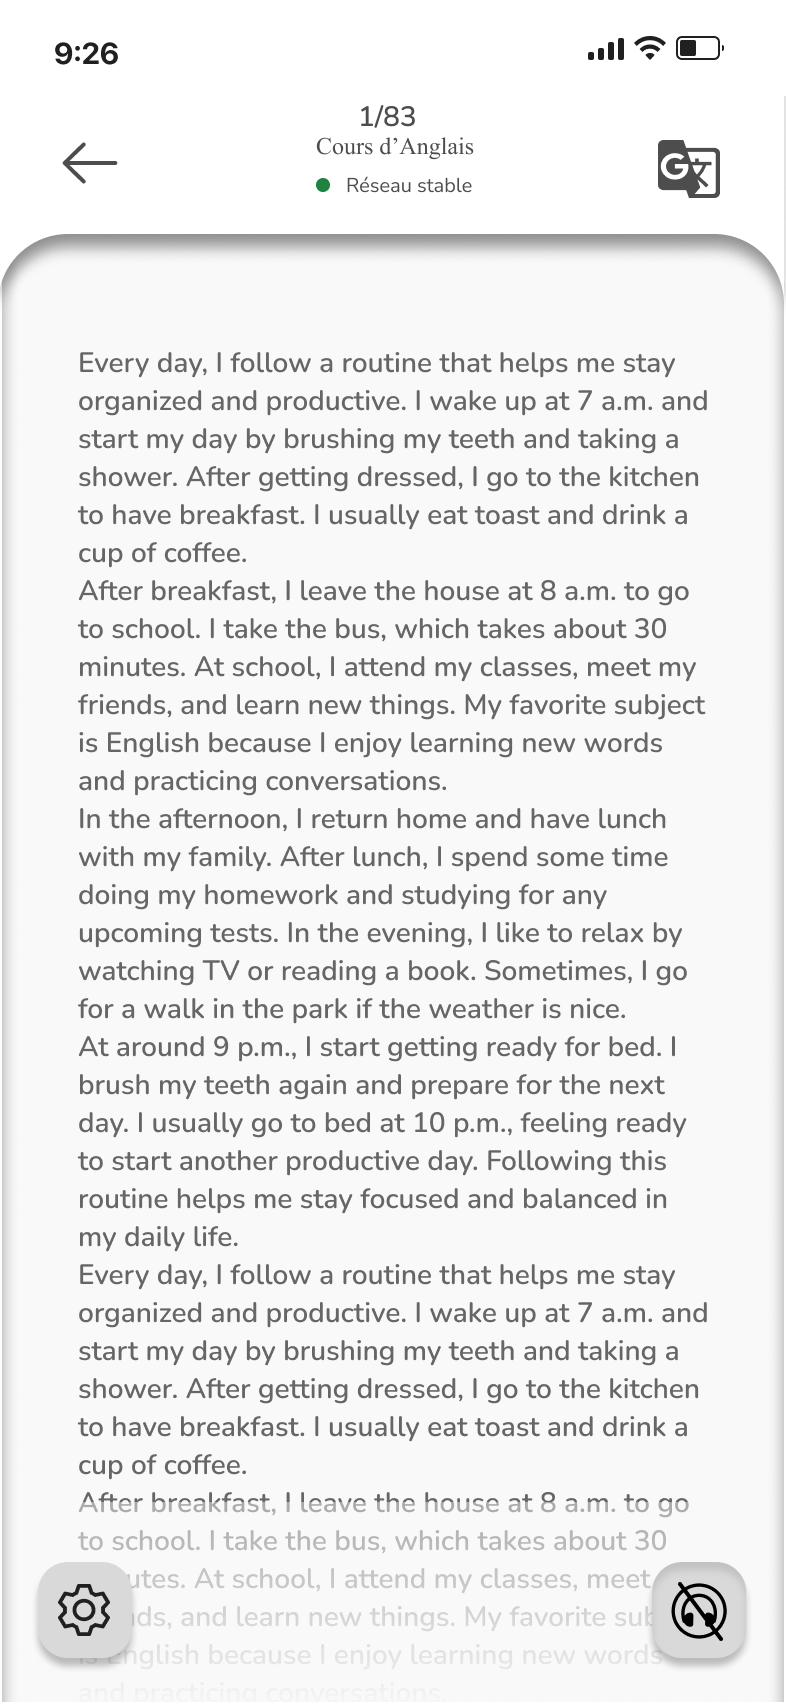 9:26
1/83
Cours d’Anglais
Réseau stable
G文
Every day, I follow a routine that helps me stay
organized and productive. I wake up at 7 a.m. and
start my day by brushing my teeth and taking a
shower. After getting dressed, I go to the kitchen
to have breakfast. I usually eat toast and drink a
cup of coffee.
After breakfast, I leave the house at 8 a.m. to go
to school. I take the bus, which takes about 30
minutes. At school, I attend my classes, meet my
friends, and learn new things. My favorite subject
is English because I enjoy learning new words
and practicing conversations.
In the afternoon, I return home and have lunch
with my family. After lunch, I spend some time
doing my homework and studying for any
upcoming tests. In the evening, I like to relax by
watching TV or reading a book. Sometimes, I go
for a walk in the park if the weather is nice.
At around 9 p.m., I start getting ready for bed. I
brush my teeth again and prepare for the next
day. I usually go to bed at 10 p.m., feeling ready
to start another productive day. Following this
routine helps me stay focused and balanced in
my daily life.
Every day, I follow a routine that helps me stay
organized and productive. I wake up at 7 a.m. and
start my day by brushing my teeth and taking a
shower. After getting dressed, I go to the kitchen
to have breakfast. I usually eat toast and drink a
cup of coffee.
After breakfast, I leave the house at 8 a.m. to go
to school. I take the bus, which takes about 30
utes. At school, I attend my classes, meet
nds, and learn new things. My favorite sub
is English because I enjoy learning new words
and practicing conversations.